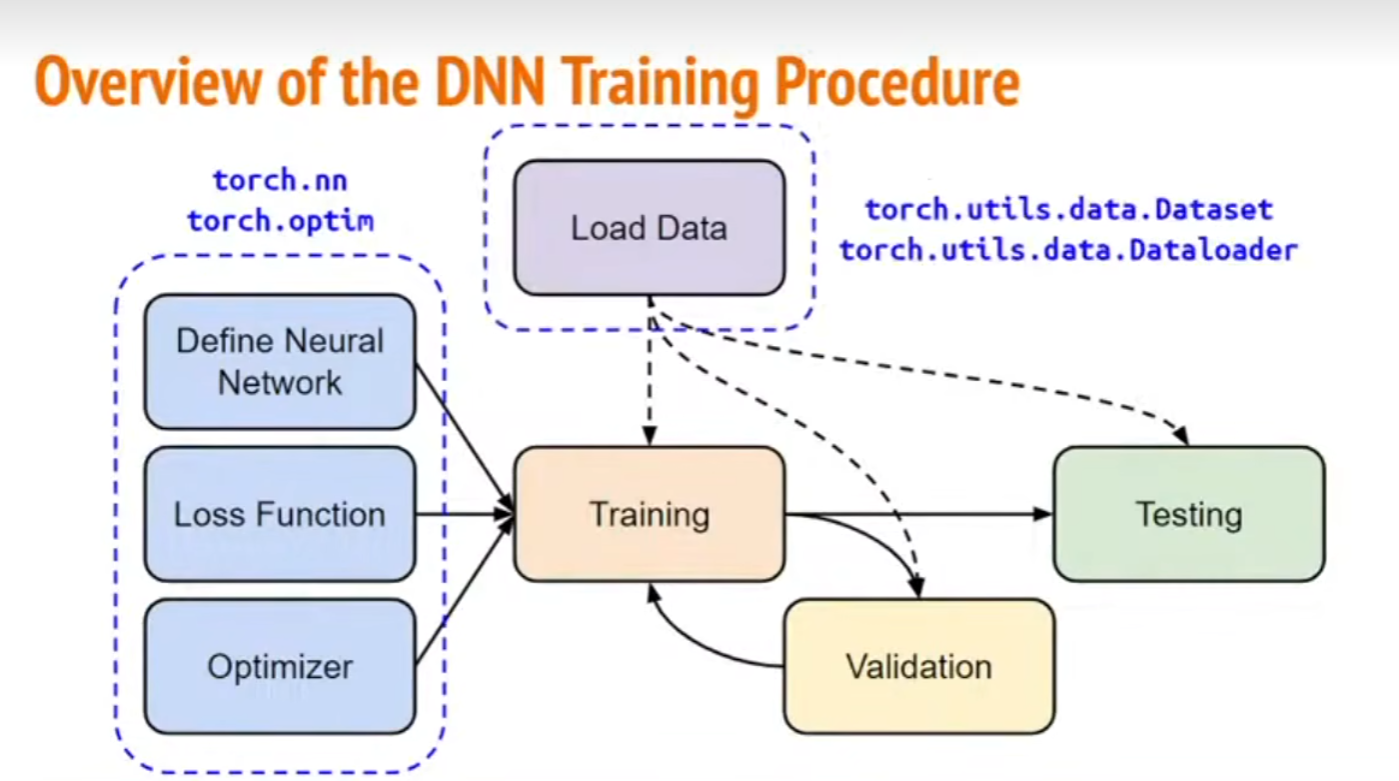 Overview of the DNN Training Procedure
torch.nn
torch.optim
Load Data
torch.utils.data.Dataset
torch.utils.data.Dataloader
Define Neural
Network
Loss Function
Training
Testing
Optimizer
Validation